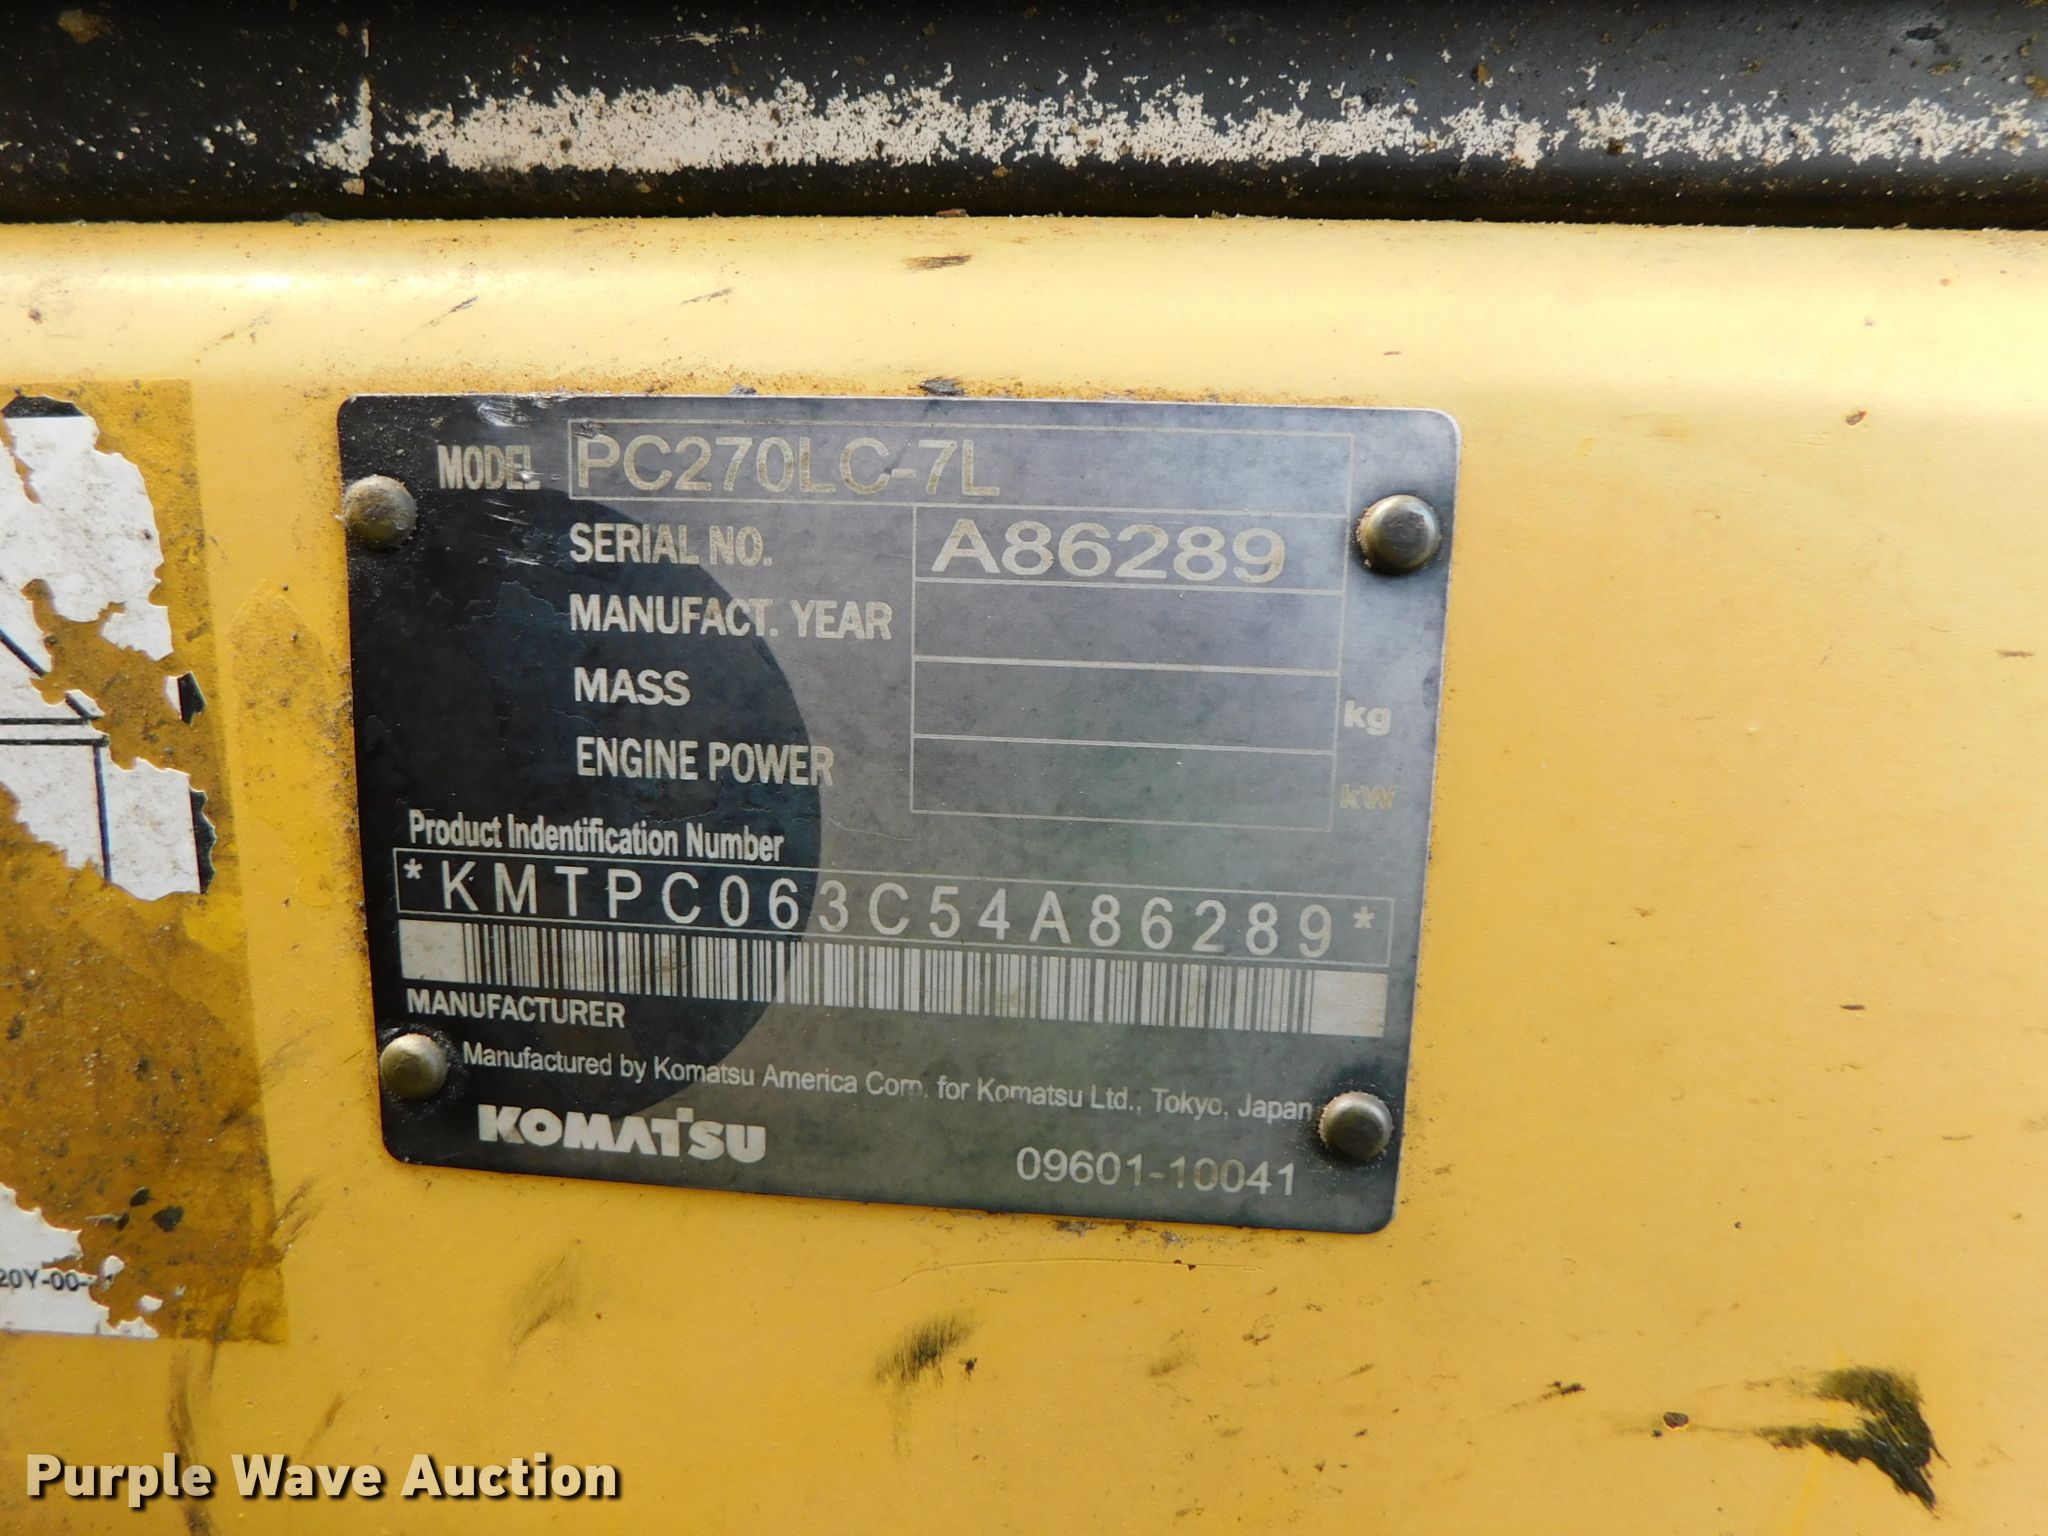 MODEL PC270LC-7L
SERIAL NO. A86289
MANUFACT. YEAR
MASS kg
ENGINE POWER kW
Product Indentification Number
*KMTPC063C54A86289*
MANUFACTURER
Manufactured by Komatsu America Corp. for Komatsu Ltd., Tokyo, Japan
KOMATSU
09601-10041
Purple Wave Auction